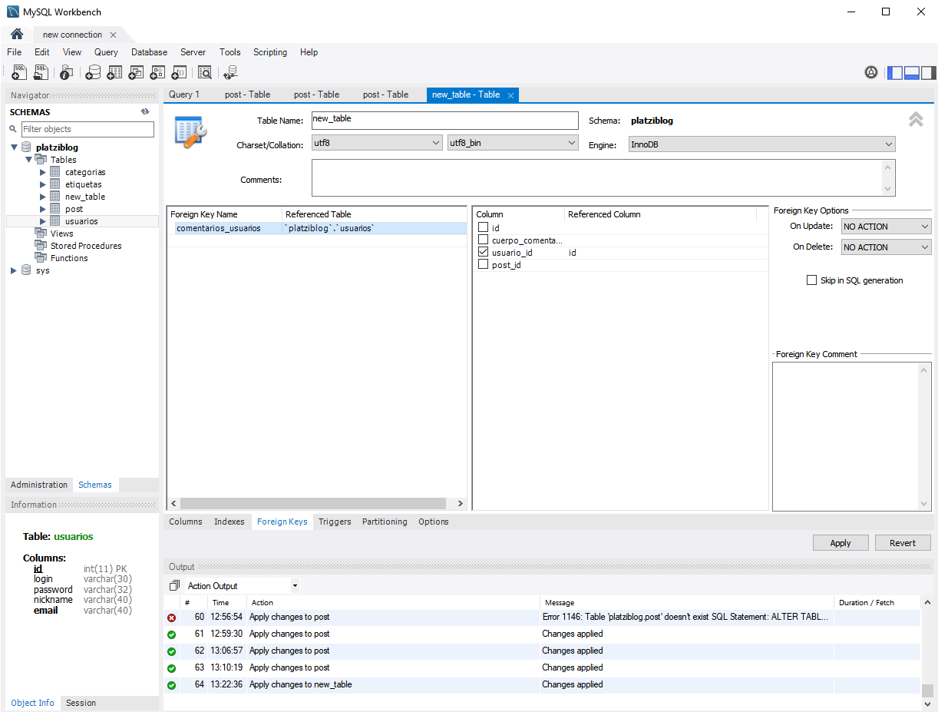 MySQL Workbench
new connection
File Edit View Query Database Server Tools Scripting Help
Navigator
SCHEMAS
Filter objects
platziblog
Tables
categorias
etiquetas
new_table
post
usuarios
Views
Stored Procedures
Functions
sys
Administration Schemas
Information
Table: usuarios
Columns:
id int(11) PK
login varchar(30)
password varchar(32)
nickname varchar(40)
email varchar(40)
Object Info Session
Query 1 post - Table post - Table post - Table new_table - Table
Table Name: new_table Schema: platziblog
Charset/Collation: utf8 utf8_bin Engine: InnoDB
Comments:
Foreign Key Name Referenced Table
comentarios_usuarios `platziblog`.`usuarios`
Column Referenced Column
id
cuerpo_comenta...
usuario_id id
post_id
Foreign Key Options
On Update: NO ACTION
On Delete: NO ACTION
Skip in SQL generation
Foreign Key Comment
Columns Indexes Foreign Keys Triggers Partitioning Options
Apply Revert
Output
Action Output
# Time Action Message Duration / Fetch
60 12:56:54 Apply changes to post Error 1146: Table 'platziblog.post' doesn't exist SQL Statement: ALTER TABL...
61 12:59:30 Apply changes to post Changes applied
62 13:06:57 Apply changes to post Changes applied
63 13:10:19 Apply changes to post Changes applied
64 13:22:36 Apply changes to new_table Changes applied